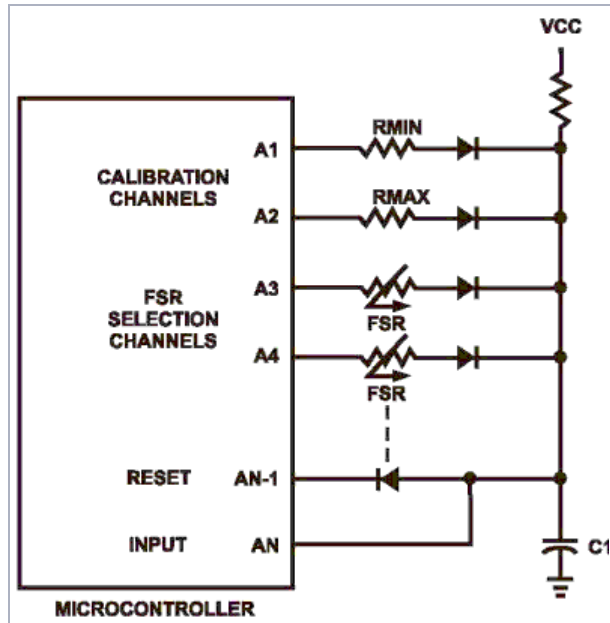 VCC
RMIN
A1
CALIBRATION
CHANNELS
RMAX
A2
A3
FSR
FSR
SELECTION
CHANNELS
A4
FSR
RESET
AN-1
INPUT
AN
C1
MICROCONTROLLER